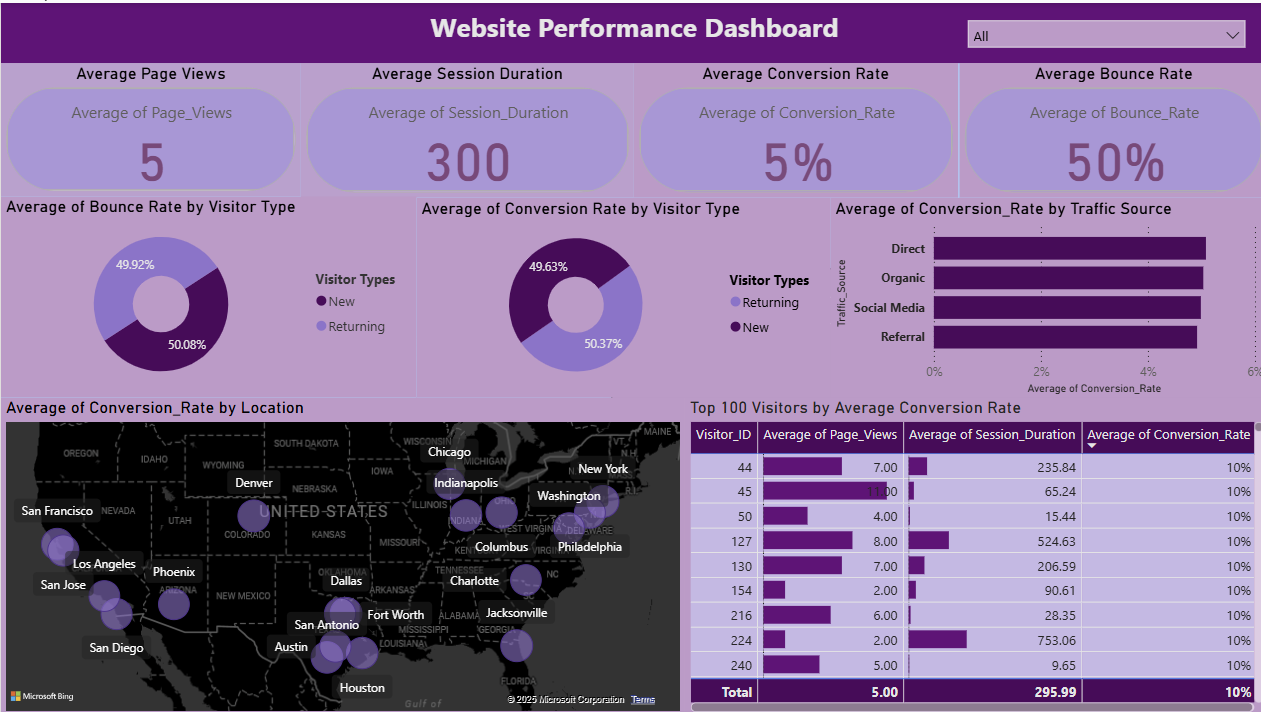 Website Performance Dashboard
All
Average Page Views
Average Session Duration
Average Conversion Rate
Average Bounce Rate
Average of Page_Views
Average of Session_Duration
Average of Conversion_Rate
Average of Bounce_Rate
5
300
5%
50%
Average of Bounce Rate by Visitor Type
49.92%
50.08%
Visitor Types
New
Returning
Average of Conversion Rate by Visitor Type
49.63%
50.37%
Visitor Types
Returning
New
Average of Conversion_Rate by Traffic Source
Traffic_Source
Direct
Organic
Social Media
Referral
0% 2% 4% 6%
Average of Conversion_Rate
Average of Conversion_Rate by Location
MAINE
WISCONSIN
SOUTH DAKOTA
VT
OREGON
N.H.
IDAHO
MICHIGAN
Chicago
WYOMING
IOWA
New York
Denver
Indianapolis
NEBRASKA
R.I.
Washington
OHIO
ILLINOIS
San Francisco
NEVADA
UNITED STATES
INDIANA
UTAH
COLORADO
KANSAS
WEST VIRGINIA
DELAWARE
MISSOURI
Columbus
VIRGINIA
Philadelphia
Los Angeles
Phoenix
OKLAHOMA
TENNESSEE
NC
San Jose
Dallas
Charlotte
ARIZONA
NEW MEXICO
ARKANSAS
SC
Fort Worth
ALABAMA
Jacksonville
San Antonio
MISSISSIPPI
GEORGIA
San Diego
Austin
LOUISIANA
FLORIDA
Houston
Microsoft Bing
Gulf of
© 2025 Microsoft Corporation Terms
Top 100 Visitors by Average Conversion Rate
Visitor_ID Average of Page_Views Average of Session_Duration Average of Conversion_Rate
44 7.00 235.84 10%
45 11.00 65.24 10%
50 4.00 15.44 10%
127 8.00 524.63 10%
130 7.00 206.59 10%
154 2.00 90.61 10%
216 6.00 28.35 10%
224 2.00 753.06 10%
240 5.00 9.65 10%
Total 5.00 295.99 10%